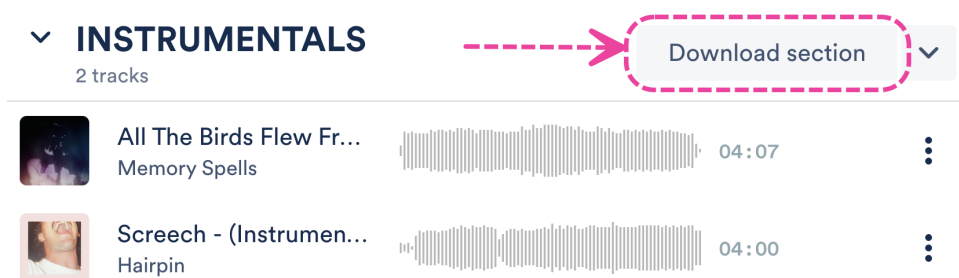 INSTRUMENTALS
2 tracks
Download section
All The Birds Flew Fr...
Memory Spells
04:07
Screech - (Instrumen...
Hairpin
04:00